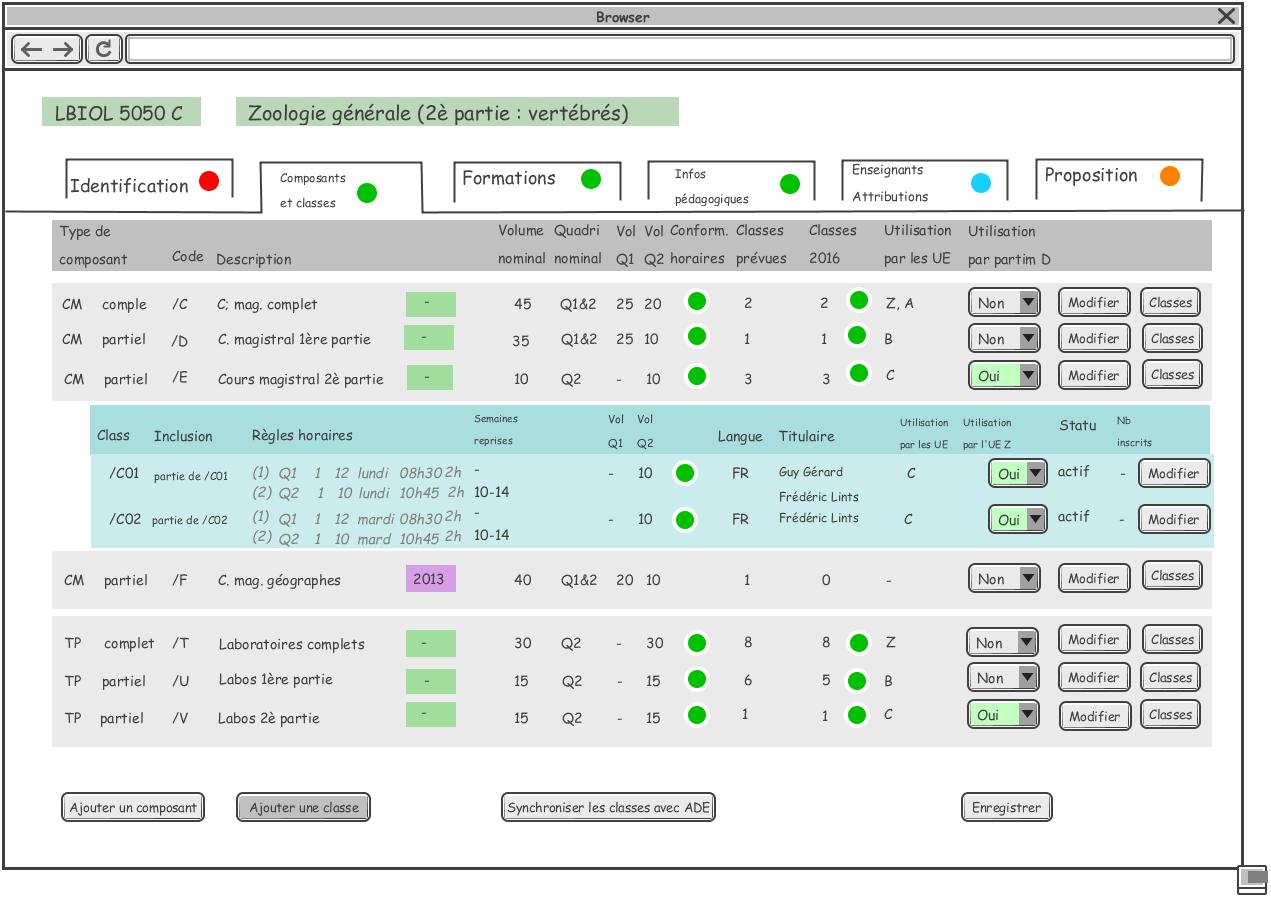 Browser
LBIOL 5050 C Zoologie générale (2è partie : vertébrés)
Identification Composants et classes Formations Infos pédagogiques Enseignants Attributions Proposition
Type de composant Code Description Volume nominal Quadri nominal Vol Q1 Vol Q2 Conform. horaires Classes prévues Classes 2016 Utilisation par les UE Utilisation par partim D
CM comple /C C; mag. complet - 45 Q1&2 25 20 2 2 Z, A Non Modifier Classes
CM partiel /D C. magistral 1ère partie - 35 Q1&2 25 10 1 1 B Non Modifier Classes
CM partiel /E Cours magistral 2è partie - 10 Q2 - 10 3 3 C Oui Modifier Classes
Class Inclusion Règles horaires Semaines reprises Vol Q1 Vol Q2 Langue Titulaire Utilisation par les UE Utilisation par l'UE Z Statu Nb inscrits
/C01 partie de /C01 (1) Q1 1 12 lundi 08h30 2h - - 10 FR Guy Gérard C Oui actif - Modifier
(2) Q2 1 10 lundi 10h45 2h 10-14 Frédéric Lints
/C02 partie de /C02 (1) Q1 1 12 mardi 08h30 2h - - 10 FR Frédéric Lints C Oui actif - Modifier
(2) Q2 1 10 mard 10h45 2h 10-14
CM partiel /F C. mag. géographes 2013 40 Q1&2 20 10 1 0 - Non Modifier Classes
TP complet /T Laboratoires complets - 30 Q2 - 30 8 8 Z Non Modifier Classes
TP partiel /U Labos 1ère partie - 15 Q2 - 15 6 5 B Non Modifier Classes
TP partiel /V Labos 2è partie - 15 Q2 - 15 1 1 C Oui Modifier Classes
Ajouter un composant Ajouter une classe Synchroniser les classes avec ADE Enregistrer